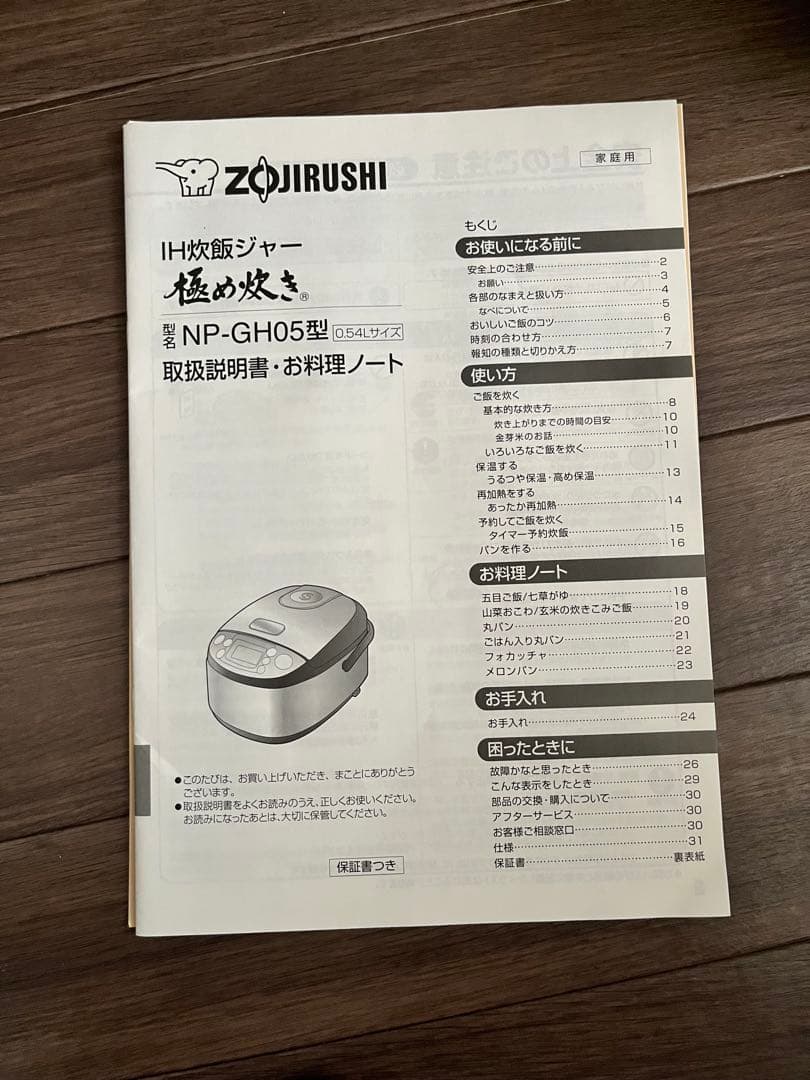 ZOJIRUSHI
家庭用
IH炊飯ジャー
極め炊き®
型名 NP-GH05型 0.54Lサイズ
取扱説明書・お料理ノート
もくじ
お使いになる前に
安全上のご注意…2
お願い…3
各部のなまえと扱い方…4
なべについて…5
おいしいご飯のコツ…6
時刻の合わせ方…7
報知の種類と切りかえ方…7
使い方
ご飯を炊く
基本的な炊き方…8
炊き上がりまでの時間の目安…10
金芽米のお話…10
いろいろなご飯を炊く…11
保温する
うるつや保温・高め保温…13
再加熱をする
あったか再加熱…14
予約してご飯を炊く
タイマー予約炊飯…15
パンを作る…16
お料理ノート
五目ご飯/七草がゆ…18
山菜おこわ/玄米の炊きこみご飯…19
丸パン…20
ごはん入り丸パン…21
フォカッチャ…22
メロンパン…23
お手入れ
お手入れ…24
困ったときに
故障かなと思ったとき…26
こんな表示をしたとき…29
部品の交換・購入について…30
アフターサービス…30
お客様ご相談窓口…30
仕様…31
保証書…裏表紙
●このたびは、お買い上げいただき、まことにありがとう
ございます。
●取扱説明書をよくお読みのうえ、正しくお使いください。
お読みになったあとは、大切に保管してください。
保証書つき